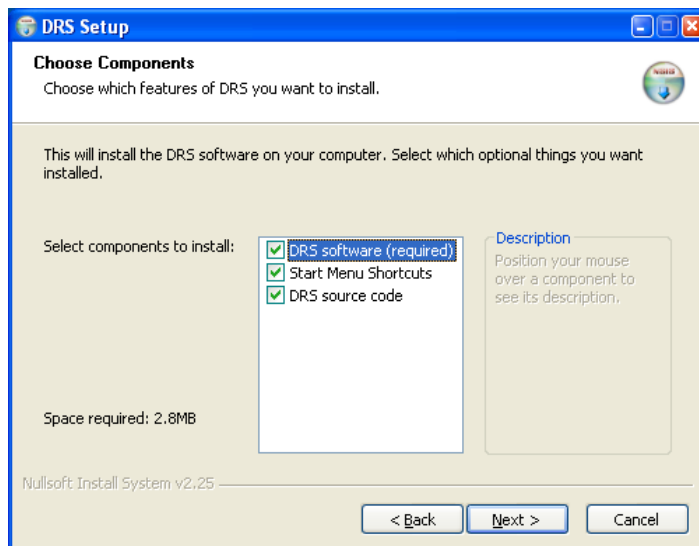 DRS Setup
Choose Components
Choose which features of DRS you want to install.
This will install the DRS software on your computer. Select which optional things you want
installed.
Select components to install:
DRS software (required)
Start Menu Shortcuts
DRS source code
Description
Position your mouse
over a component to
see its description.
Space required: 2.8MB
Nullsoft Install System v2.25
< Back
Next >
Cancel